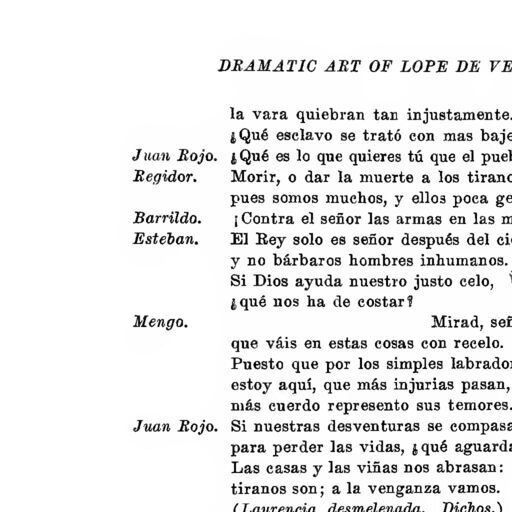 DRAMATIC ART OF LOPE DE VE
la vara quiebran tan injustamente.
¿Qué esclavo se trató con mas baje
Juan Rojo. ¿Qué es lo que quieres tú que el pueb
Regidor. Morir, o dar la muerte a los tirano
pues somos muchos, y ellos poca ge
Barrildo. ¡Contra el señor las armas en las m
Esteban. El Rey solo es señor después del ci
y no bárbaros hombres inhumanos.
Si Dios ayuda nuestro justo celo,
¿qué nos ha de costar?
Mengo. Mirad, señ
que váis en estas cosas con recelo.
Puesto que por los simples labrador
estoy aquí, que más injurias pasan,
más cuerdo represento sus temores.
Juan Rojo. Si nuestras desventuras se compasa
para perder las vidas, ¿qué aguarda
Las casas y las viñas nos abrasan:
tiranos son; a la venganza vamos.
(Laurencia, desmelenada. Dichos.)